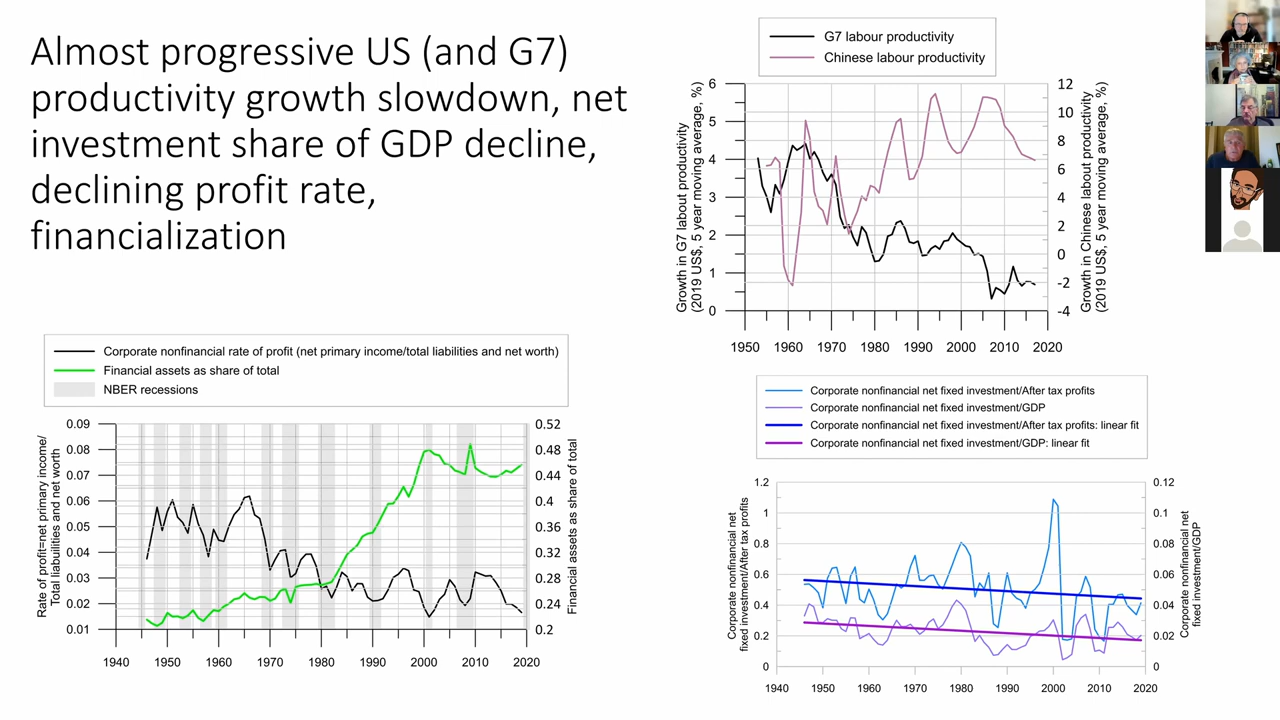 Almost progressive US (and G7)
productivity growth slowdown, net
investment share of GDP decline,
declining profit rate,
financialization
G7 labour productivity
Chinese labour productivity
Growth in G7 labour productivity
(2019 US$, 5 year moving average, %)
6
5
4
3
2
1
0
12
10
8
6
4
2
0
-2
-4
Growth in Chinese labour productivity
(2019 US$, 5 year moving average, %)
1950 1960 1970 1980 1990 2000 2010 2020
Corporate nonfinancial rate of profit (net primary income/total liabilities and net worth)
Financial assets as share of total
NBER recessions
Rate of profit=net primary income/
Total liabuilities and net worth
0.09
0.08
0.07
0.06
0.05
0.04
0.03
0.02
0.01
0.52
0.48
0.44
0.4
0.36
0.32
0.28
0.24
0.2
Financial assets as share of total
1940 1950 1960 1970 1980 1990 2000 2010 2020
Corporate nonfinancial net fixed investment/After tax profits
Corporate nonfinancial net fixed investment/GDP
Corporate nonfinancial net fixed investment/After tax profits: linear fit
Corporate nonfinancial net fixed investment/GDP: linear fit
Corporate nonfinancial net
fixed investment/After tax profits
1.2
1
0.8
0.6
0.4
0.2
0
0.12
0.1
0.08
0.06
0.04
0.02
0
Corporate nonfinancial net
fixed investment/GDP
1940 1950 1960 1970 1980 1990 2000 2010 2020